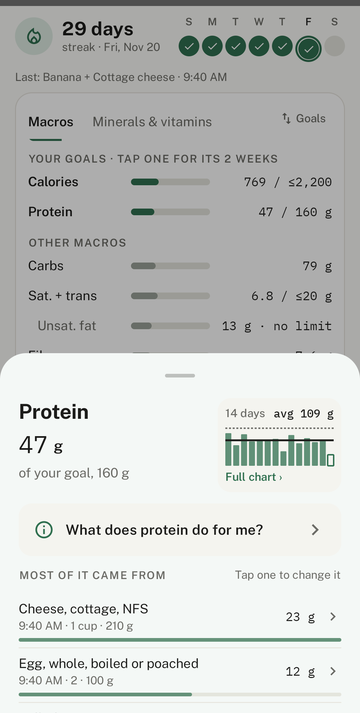 29 days
streak · Fri, Nov 20
S M T W T F S
Last: Banana + Cottage cheese · 9:40 AM
Macros Minerals & vitamins Goals
YOUR GOALS · TAP ONE FOR ITS 2 WEEKS
Calories 769 / ≤2,200
Protein 47 / 160 g
OTHER MACROS
Carbs 79 g
Sat. + trans 6.8 / ≤20 g
Unsat. fat 13 g · no limit
Protein
47 g
of your goal, 160 g
14 days avg 109 g
Full chart ›
What does protein do for me?
MOST OF IT CAME FROM Tap one to change it
Cheese, cottage, NFS
9:40 AM · 1 cup · 210 g
23 g
Egg, whole, boiled or poached
9:40 AM · 2 · 100 g
12 g